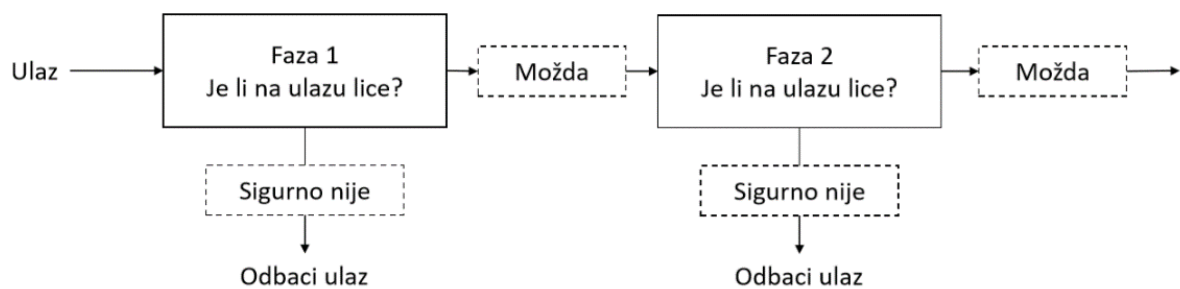 Ulaz
Faza 1
Je li na ulazu lice?
Možda
Faza 2
Je li na ulazu lice?
Možda
Sigurno nije
Sigurno nije
Odbaci ulaz
Odbaci ulaz